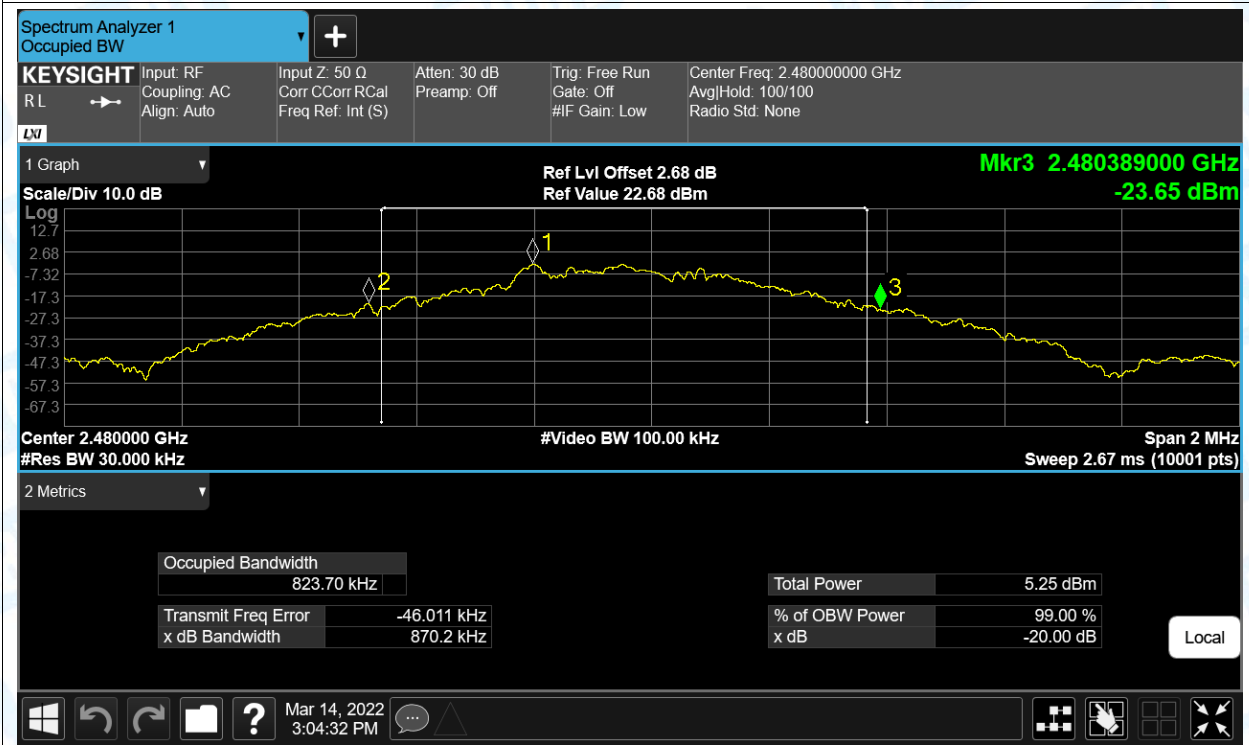 Spectrum Analyzer 1
Occupied BW
KEYSIGHT
R L
LXI
Input: RF
Coupling: AC
Align: Auto
Input Z: 50 Ω
Corr CCorr RCal
Freq Ref: Int (S)
Atten: 30 dB
Preamp: Off
Trig: Free Run
Gate: Off
#IF Gain: Low
Center Freq: 2.480000000 GHz
Avg|Hold: 100/100
Radio Std: None
1 Graph
Scale/Div 10.0 dB
Ref Lvl Offset 2.68 dB
Ref Value 22.68 dBm
Mkr3 2.480389000 GHz
-23.65 dBm
Log
12.7
2.68
-7.32
-17.3
-27.3
-37.3
-47.3
-57.3
-67.3
1
2
3
Center 2.480000 GHz
#Video BW 100.00 kHz
Span 2 MHz
#Res BW 30.000 kHz
Sweep 2.67 ms (10001 pts)
2 Metrics
Occupied Bandwidth
823.70 kHz
Total Power 5.25 dBm
Transmit Freq Error -46.011 kHz
% of OBW Power 99.00 %
x dB Bandwidth 870.2 kHz
x dB -20.00 dB
Local
?
Mar 14, 2022
3:04:32 PM